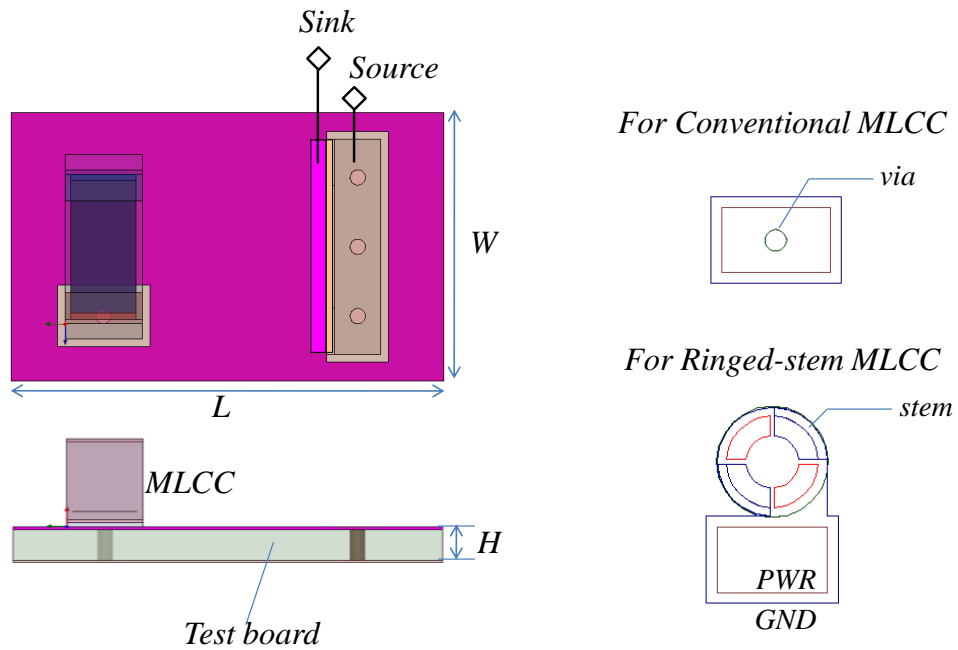 Sink
Source
W
L
MLCC
H
Test board
For Conventional MLCC
via
For Ringed-stem MLCC
stem
PWR
GND